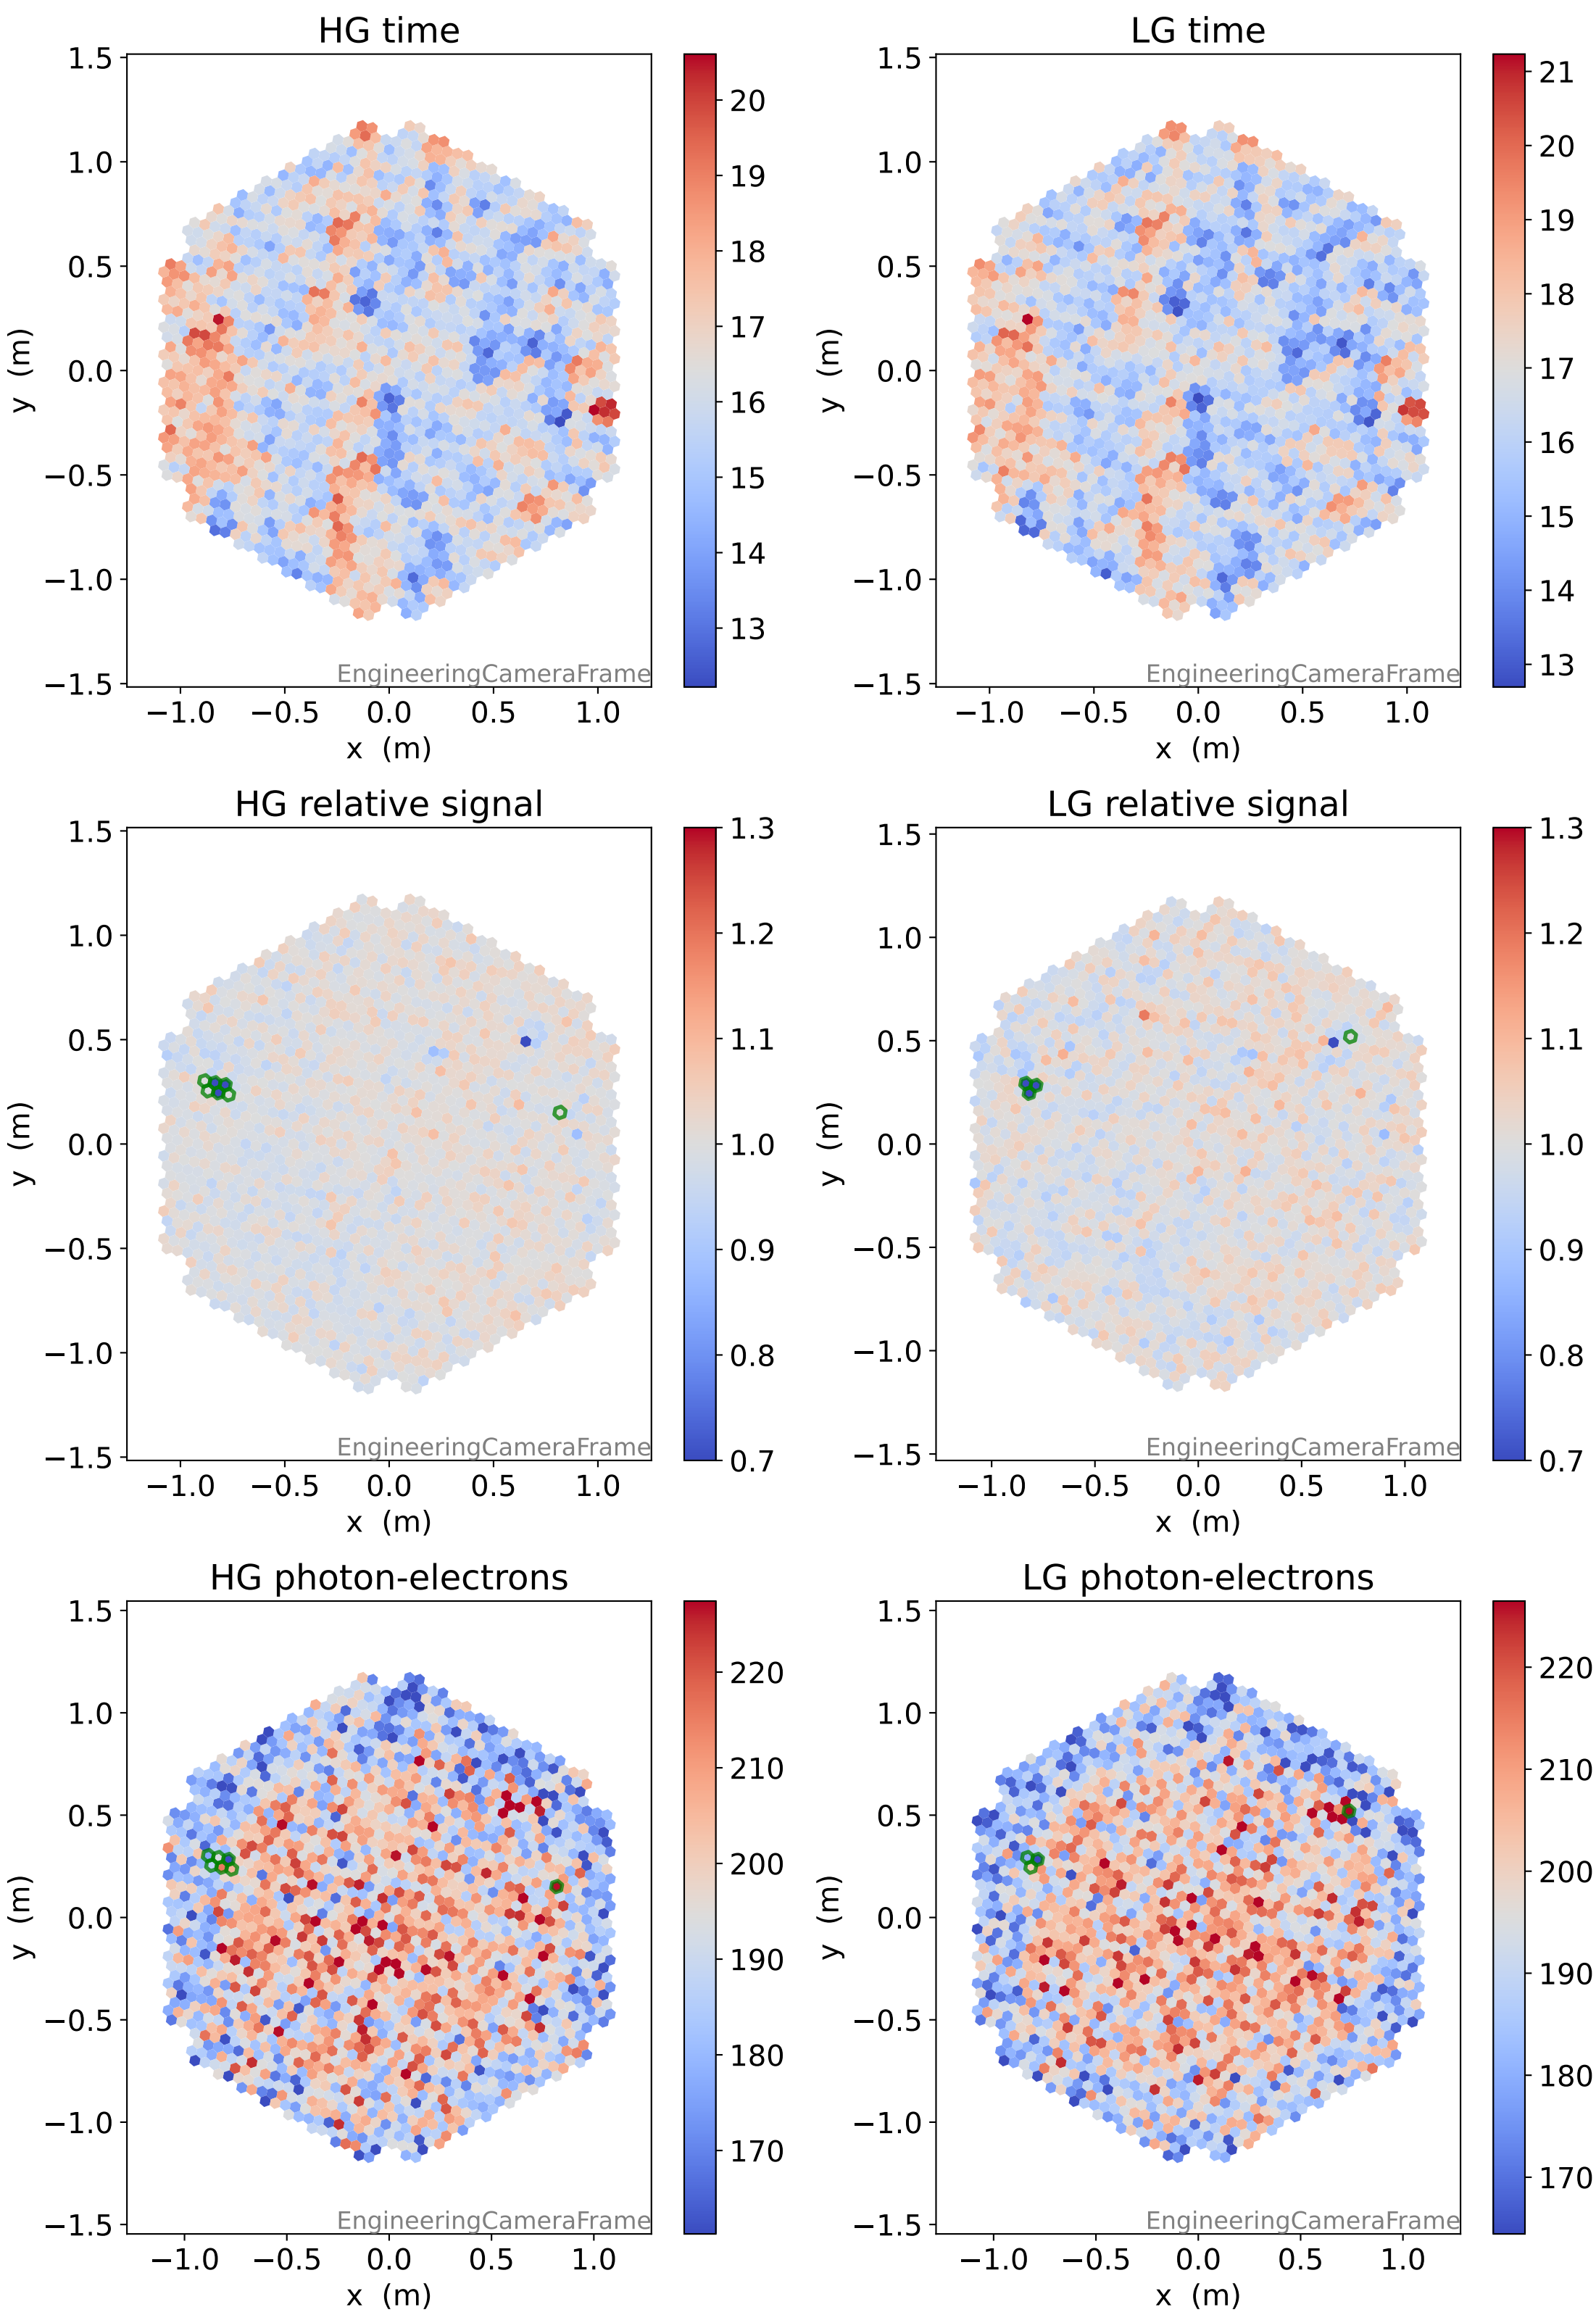 HG time
LG time
1.5
1.0
0.5
0.0
−0.5
−1.0
−1.5
y (m)
−1.0 −0.5 0.0 0.5 1.0
x (m)
EngineeringCameraFrame
20
19
18
17
16
15
14
13
1.5
1.0
0.5
0.0
−0.5
−1.0
−1.5
y (m)
−1.0 −0.5 0.0 0.5 1.0
x (m)
EngineeringCameraFrame
21
20
19
18
17
16
15
14
13
HG relative signal
LG relative signal
1.5
1.0
0.5
0.0
−0.5
−1.0
−1.5
y (m)
−1.0 −0.5 0.0 0.5 1.0
x (m)
EngineeringCameraFrame
1.3
1.2
1.1
1.0
0.9
0.8
0.7
1.5
1.0
0.5
0.0
−0.5
−1.0
−1.5
y (m)
−1.0 −0.5 0.0 0.5 1.0
x (m)
EngineeringCameraFrame
1.3
1.2
1.1
1.0
0.9
0.8
0.7
HG photon-electrons
LG photon-electrons
1.5
1.0
0.5
0.0
−0.5
−1.0
−1.5
y (m)
−1.0 −0.5 0.0 0.5 1.0
x (m)
EngineeringCameraFrame
220
210
200
190
180
170
1.5
1.0
0.5
0.0
−0.5
−1.0
−1.5
y (m)
−1.0 −0.5 0.0 0.5 1.0
x (m)
EngineeringCameraFrame
220
210
200
190
180
170